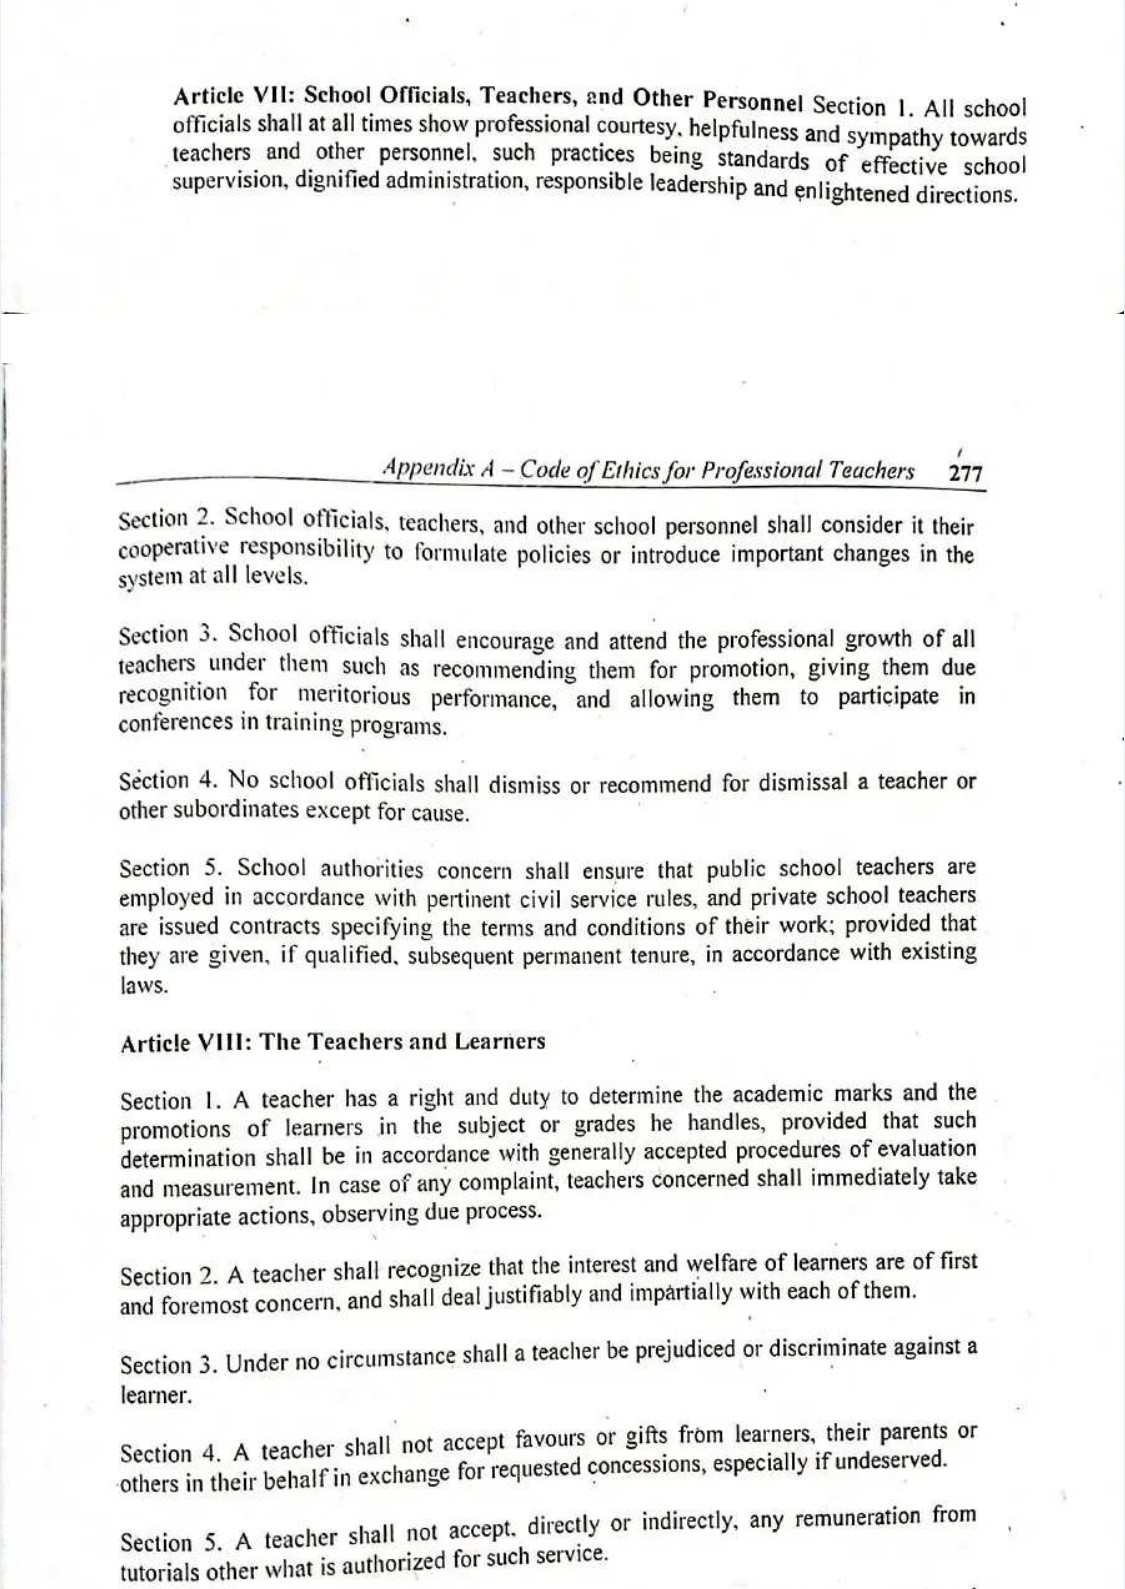 Article VII: School Officials, Teachers, and Other Personnel Section 1. All school
officials shall at all times show professional courtesy, helpfulness and sympathy towards
teachers and other personnel, such practices being standards of effective school
supervision, dignified administration, responsible leadership and enlightened directions.
Appendix A – Code of Ethics for Professional Teachers 277
Section 2. School officials, teachers, and other school personnel shall consider it their
cooperative responsibility to formulate policies or introduce important changes in the
system at all levels.
Section 3. School officials shall encourage and attend the professional growth of all
teachers under them such as recommending them for promotion, giving them due
recognition for meritorious performance, and allowing them to participate in
conferences in training programs.
Section 4. No school officials shall dismiss or recommend for dismissal a teacher or
other subordinates except for cause.
Section 5. School authorities concern shall ensure that public school teachers are
employed in accordance with pertinent civil service rules, and private school teachers
are issued contracts specifying the terms and conditions of their work; provided that
they are given, if qualified, subsequent permanent tenure, in accordance with existing
laws.
Article VIII: The Teachers and Learners
Section 1. A teacher has a right and duty to determine the academic marks and the
promotions of learners in the subject or grades he handles, provided that such
determination shall be in accordance with generally accepted procedures of evaluation
and measurement. In case of any complaint, teachers concerned shall immediately take
appropriate actions, observing due process.
Section 2. A teacher shall recognize that the interest and welfare of learners are of first
and foremost concern, and shall deal justifiably and impartially with each of them.
Section 3. Under no circumstance shall a teacher be prejudiced or discriminate against a
learner.
Section 4. A teacher shall not accept favours or gifts from learners, their parents or
others in their behalf in exchange for requested concessions, especially if undeserved.
Section 5. A teacher shall not accept, directly or indirectly, any remuneration from
tutorials other what is authorized for such service.